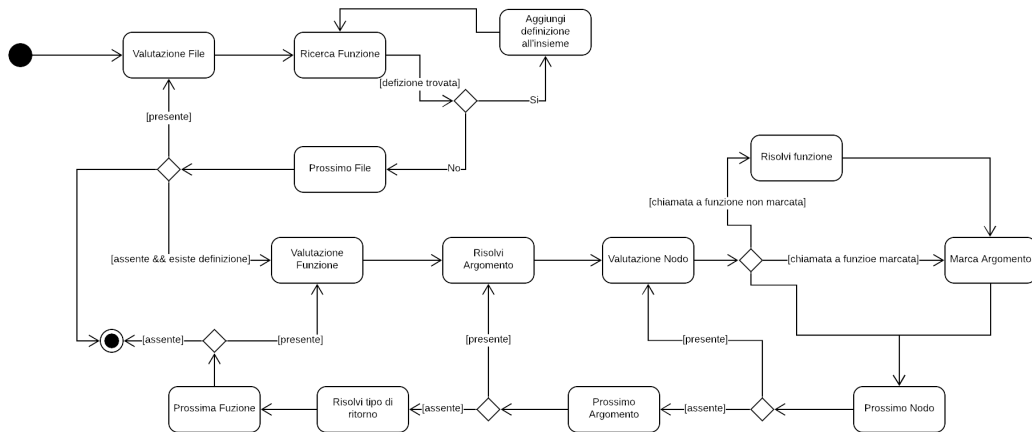 Aggiungi
definizione
all'insieme
Valutazione File
Ricerca Funzione
[defizione trovata]
Si
[presente]
Prossimo File
No
Risolvi funzione
[chiamata a funzione non marcata]
[assente && esiste definizione]
Valutazione
Funzione
Risolvi
Argomento
Valutazione Nodo
[chiamata a funzioe marcata]
Marca Argomento
[assente]
[presente]
[presente]
[presente]
Prossima Fuzione
Risolvi tipo di
ritorno
[assente]
Prossimo
Argomento
[assente]
Prossimo Nodo